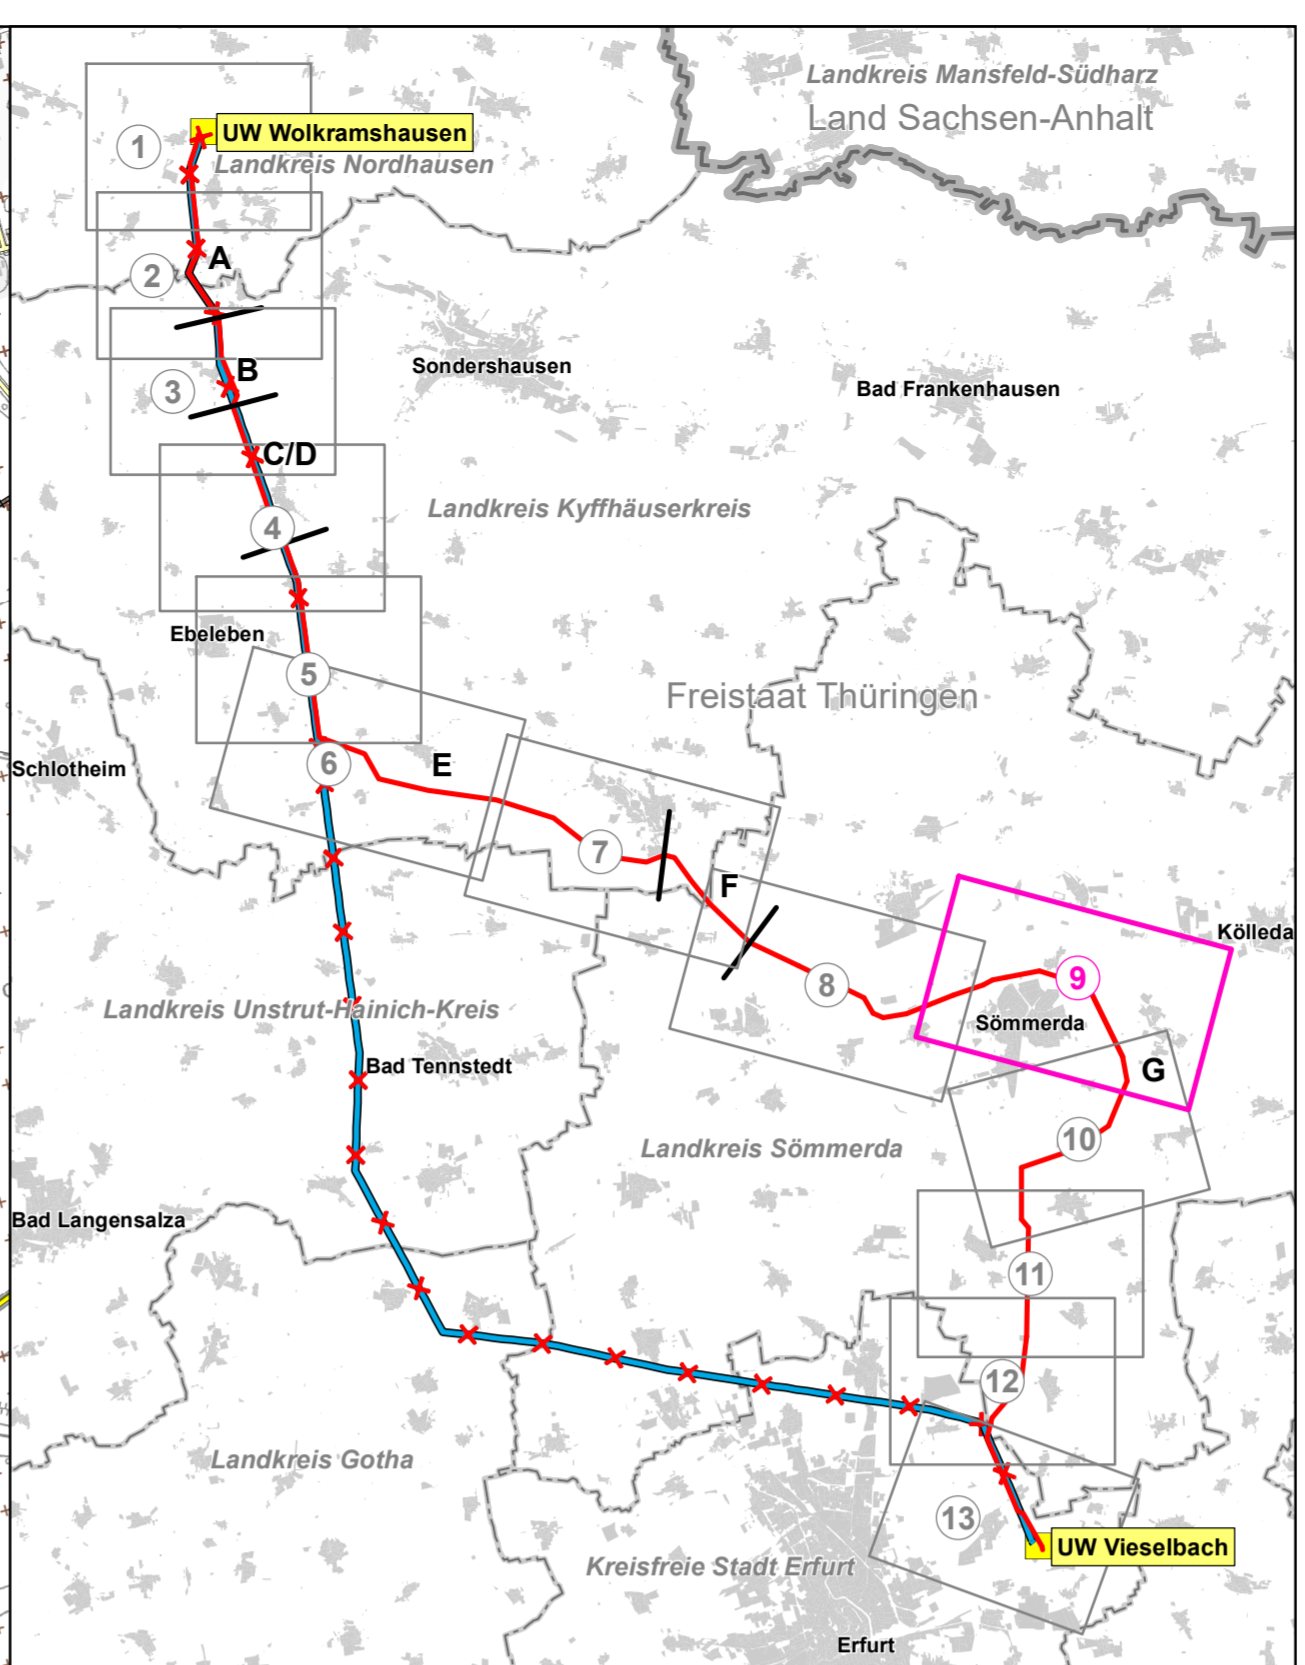 Landkreis Mansfeld-Südharz
Land Sachsen-Anhalt
UW Wolkramshausen
1
Landkreis Nordhausen
A
2
Sondershausen
B
3
Bad Frankenhausen
C/D
Landkreis Kyffhäuserkreis
4
Ebeleben
5
Freistaat Thüringen
Schlotheim
6
E
7
F
Kölleda
9
8
Landkreis Unstrut-Hainich-Kreis
Sömmerda
Bad Tennstedt
G
10
Landkreis Sömmerda
Bad Langensalza
11
12
Landkreis Gotha
13
UW Vieselbach
Kreisfreie Stadt Erfurt
Erfurt